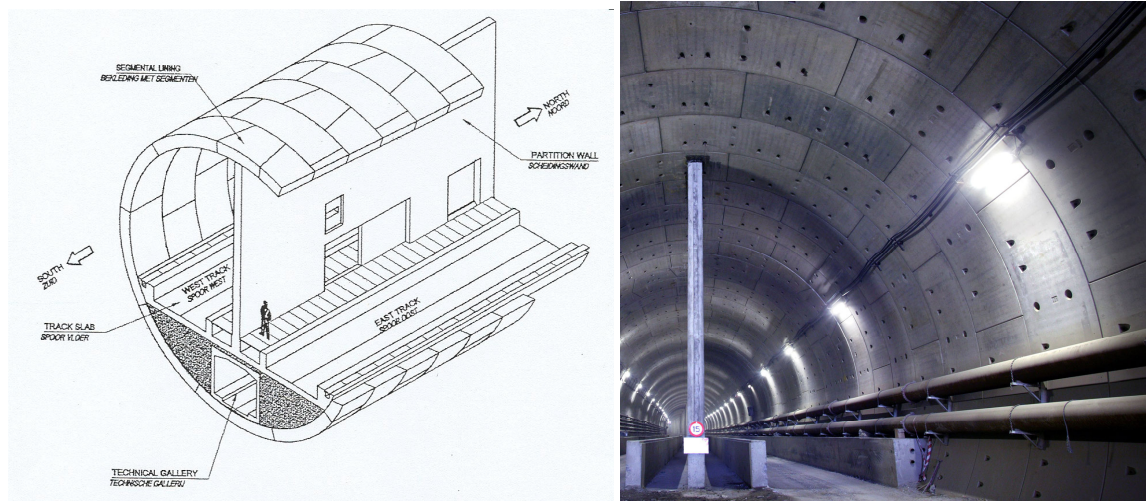 SEGMENTAL LINING
BEKLEDING MET SEGMENTEN
NORTH
NOORD
PARTITION WALL
SCHEIDINGSWAND
SOUTH
ZUID
WEST TRACK
SPOOR WEST
EAST TRACK
SPOOR OOST
TRACK SLAB
SPOOR VLOER
TECHNICAL GALLERY
TECHNISCHE GALLERIJ
15